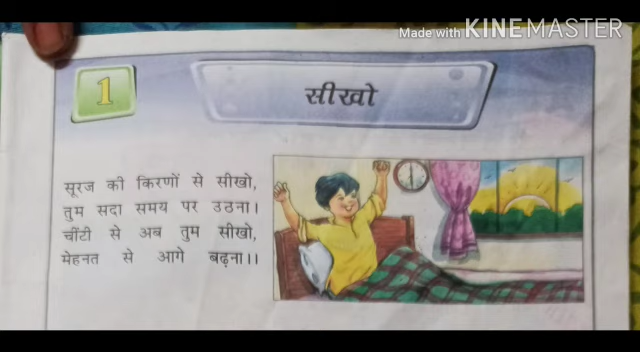 Made with KINEMASTER
1
सीखो
सूरज की किरणों से सीखो,
तुम सदा समय पर उठना।
चींटी से अब तुम सीखो,
मेहनत से आगे बढ़ना।।